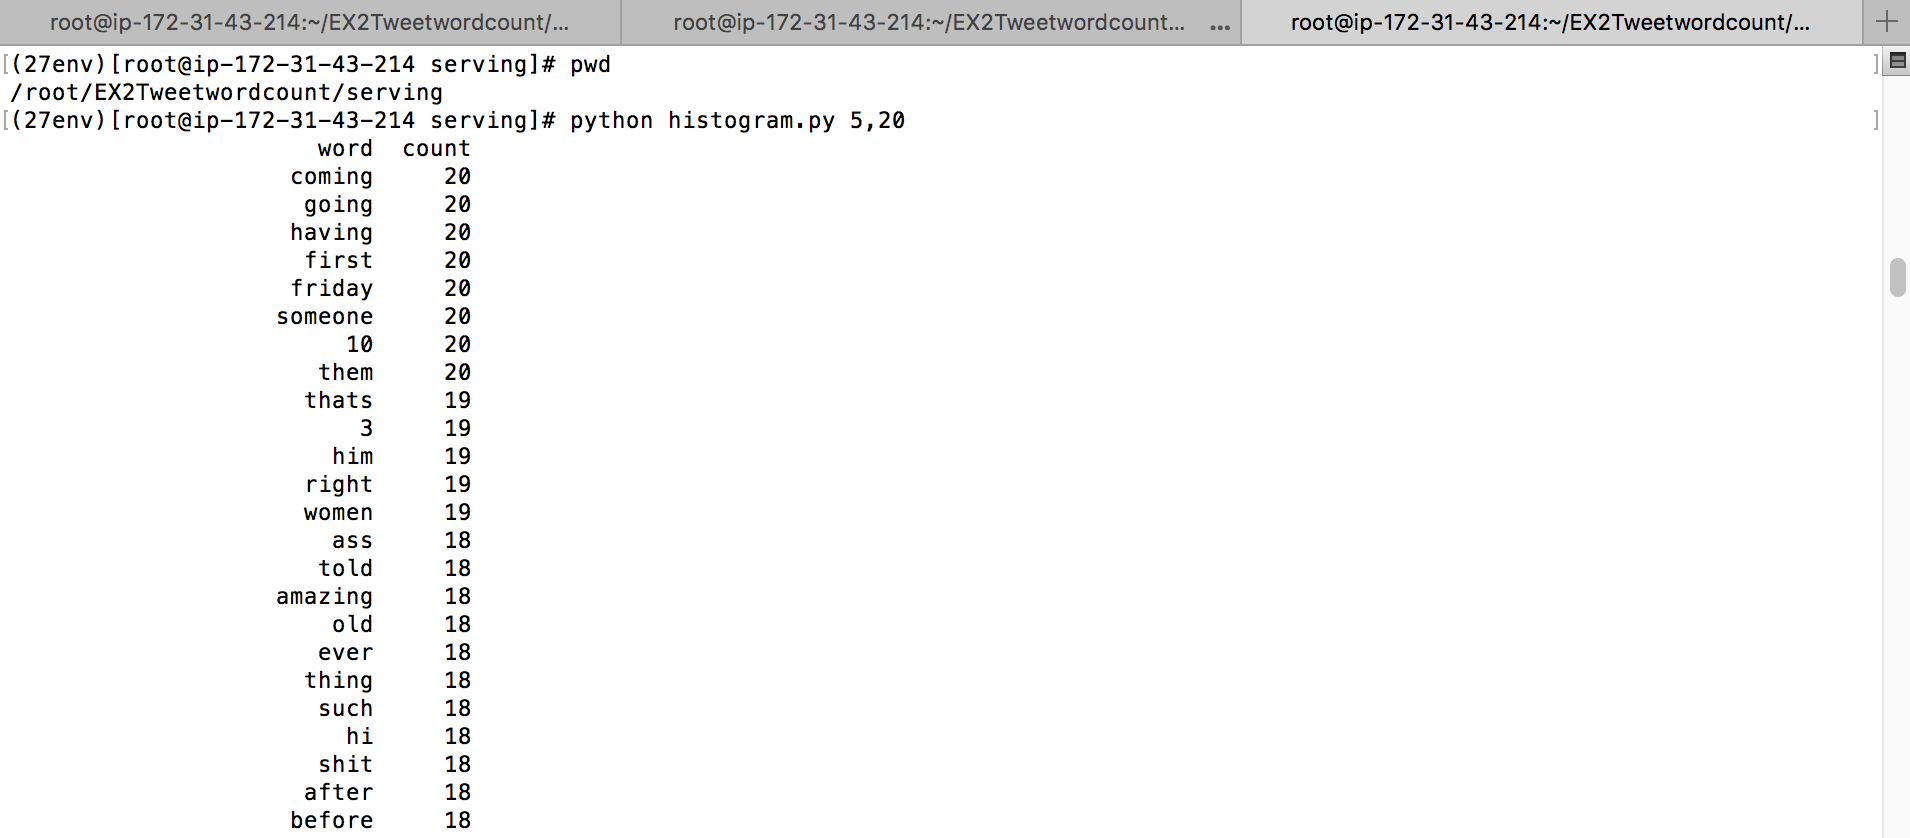 root@ip-172-31-43-214:~/EX2Tweetwordcount/... root@ip-172-31-43-214:~/EX2Tweetwordcount... ... root@ip-172-31-43-214:~/EX2Tweetwordcount/... +
[(27env)[root@ip-172-31-43-214 serving]# pwd ]
/root/EX2Tweetwordcount/serving
[(27env)[root@ip-172-31-43-214 serving]# python histogram.py 5,20 ]
word count
coming 20
going 20
having 20
first 20
friday 20
someone 20
10 20
them 20
thats 19
3 19
him 19
right 19
women 19
ass 18
told 18
amazing 18
old 18
ever 18
thing 18
such 18
hi 18
shit 18
after 18
before 18